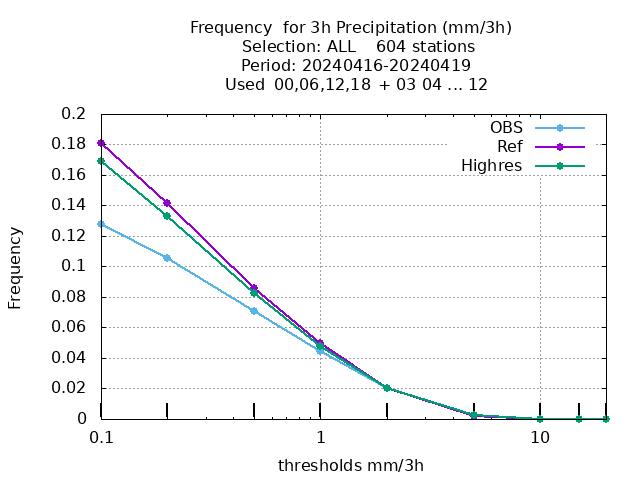 Frequency  for 3h Precipitation (mm/3h)
Selection: ALL    604 stations
Period: 20240416-20240419
Used  00,06,12,18  + 03 04 ... 12
OBS
Ref
Highres
Frequency
0.2
0.18
0.16
0.14
0.12
0.1
0.08
0.06
0.04
0.02
0
0.1
1
10
thresholds mm/3h